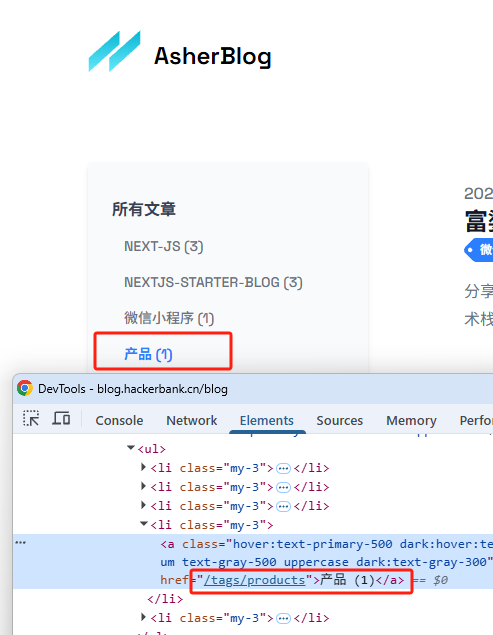 AsherBlog
202
富
微
所有文章
NEXT-JS (3)
NEXTJS-STARTER-BLOG (3)
微信小程序 (1)
产品 (1)
分享
术栈
DevTools - blog.hackerbank.cn/blog
Console Network Elements Sources Memory Perfor
▼<ul>
▶<li class="my-3">⋯</li>
▶<li class="my-3">⋯</li>
▶<li class="my-3">⋯</li>
▼<li class="my-3">
<a class="hover:text-primary-500 dark:hover:te
um text-gray-500 uppercase dark:text-gray-300"
href="/tags/products">产品 (1)</a> == $0
</li>
▶<li class="my-3">⋯</li>